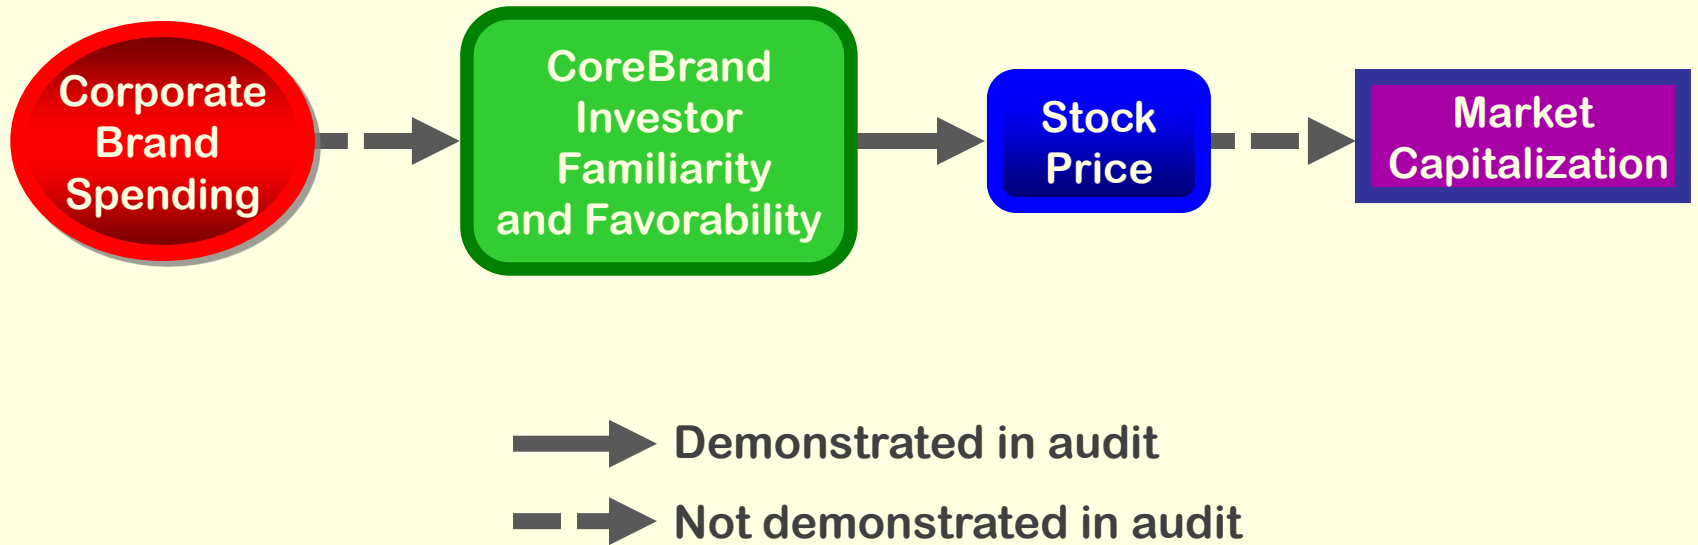 Corporate
Brand
Spending
CoreBrand
Investor
Familiarity
and Favorability
Stock
Price
Market
Capitalization
Demonstrated in audit
Not demonstrated in audit